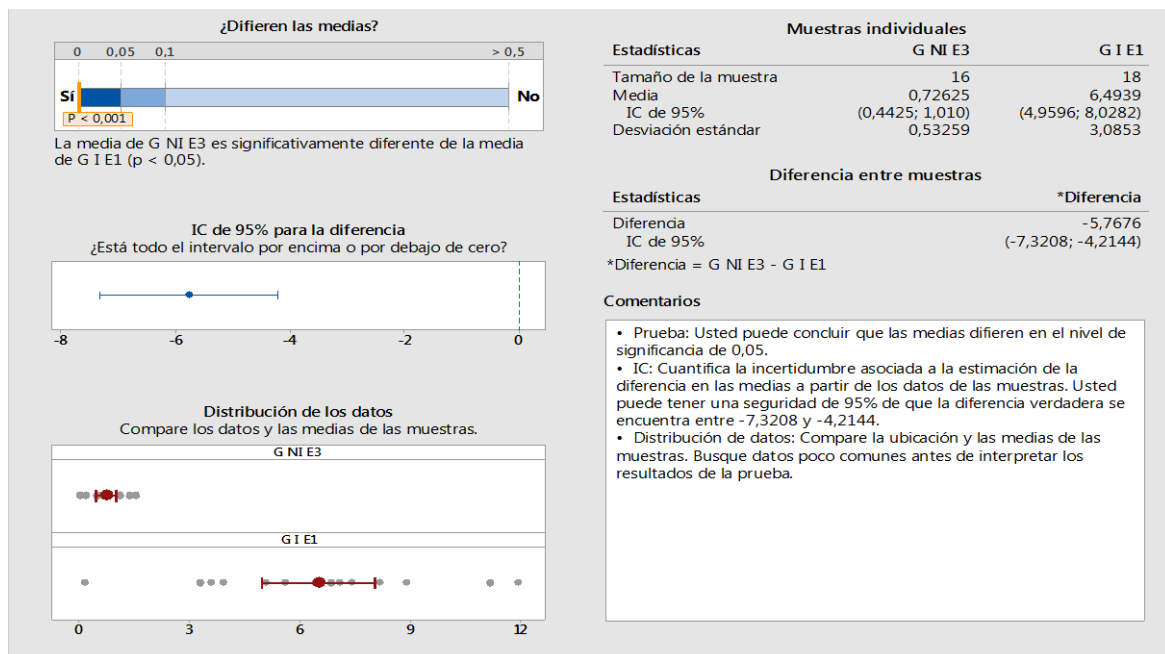 ¿Difieren las medias?
0 0,05 0,1 > 0,5
Sí No
P < 0,001
La media de G NI E3 es significativamente diferente de la media
de G I E1 (p < 0,05).
IC de 95% para la diferencia
¿Está todo el intervalo por encima o por debajo de cero?
-8 -6 -4 -2 0
Distribución de los datos
Compare los datos y las medias de las muestras.
G NI E3
G I E1
0 3 6 9 12
Muestras individuales
Estadísticas G NI E3 G I E1
Tamaño de la muestra 16 18
Media 0,72625 6,4939
IC de 95% (0,4425; 1,010) (4,9596; 8,0282)
Desviación estándar 0,53259 3,0853
Diferencia entre muestras
Estadísticas *Diferencia
Diferencia -5,7676
IC de 95% (-7,3208; -4,2144)
*Diferencia = G NI E3 - G I E1
Comentarios
• Prueba: Usted puede concluir que las medias difieren en el nivel de
significancia de 0,05.
• IC: Cuantifica la incertidumbre asociada a la estimación de la
diferencia en las medias a partir de los datos de las muestras. Usted
puede tener una seguridad de 95% de que la diferencia verdadera se
encuentra entre -7,3208 y -4,2144.
• Distribución de datos: Compare la ubicación y las medias de las
muestras. Busque datos poco comunes antes de interpretar los
resultados de la prueba.